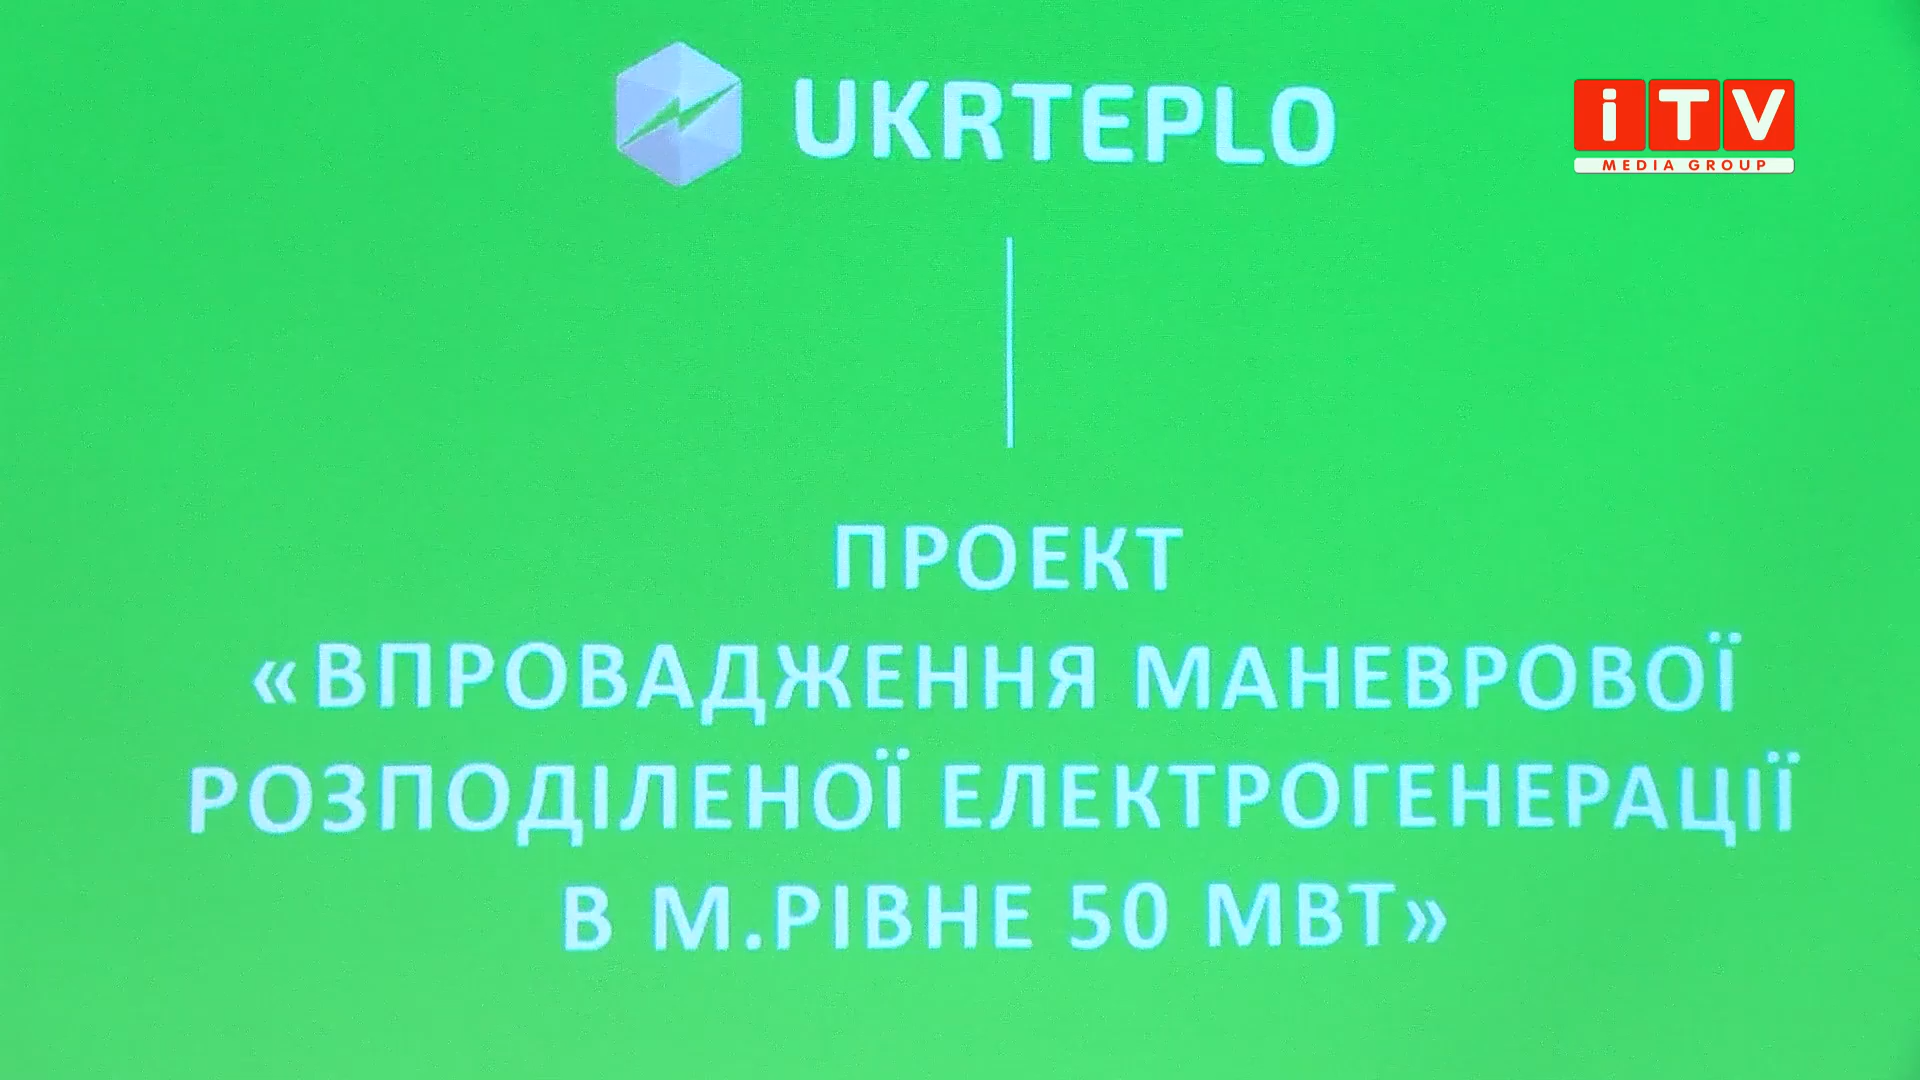 UKRTEPLO
iTV
MEDIA GROUP
ПРОЕКТ
«ВПРОВАДЖЕННЯ МАНЕВРОВОЇ
РОЗПОДІЛЕНОЇ ЕЛЕКТРОГЕНЕРАЦІЇ
В М.РІВНЕ 50 МВТ»